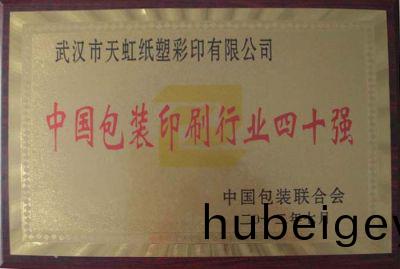 武汉市天虹纸塑彩印有限公司
中国包装印刷行业四十强
中国包装联合会
hubeigev